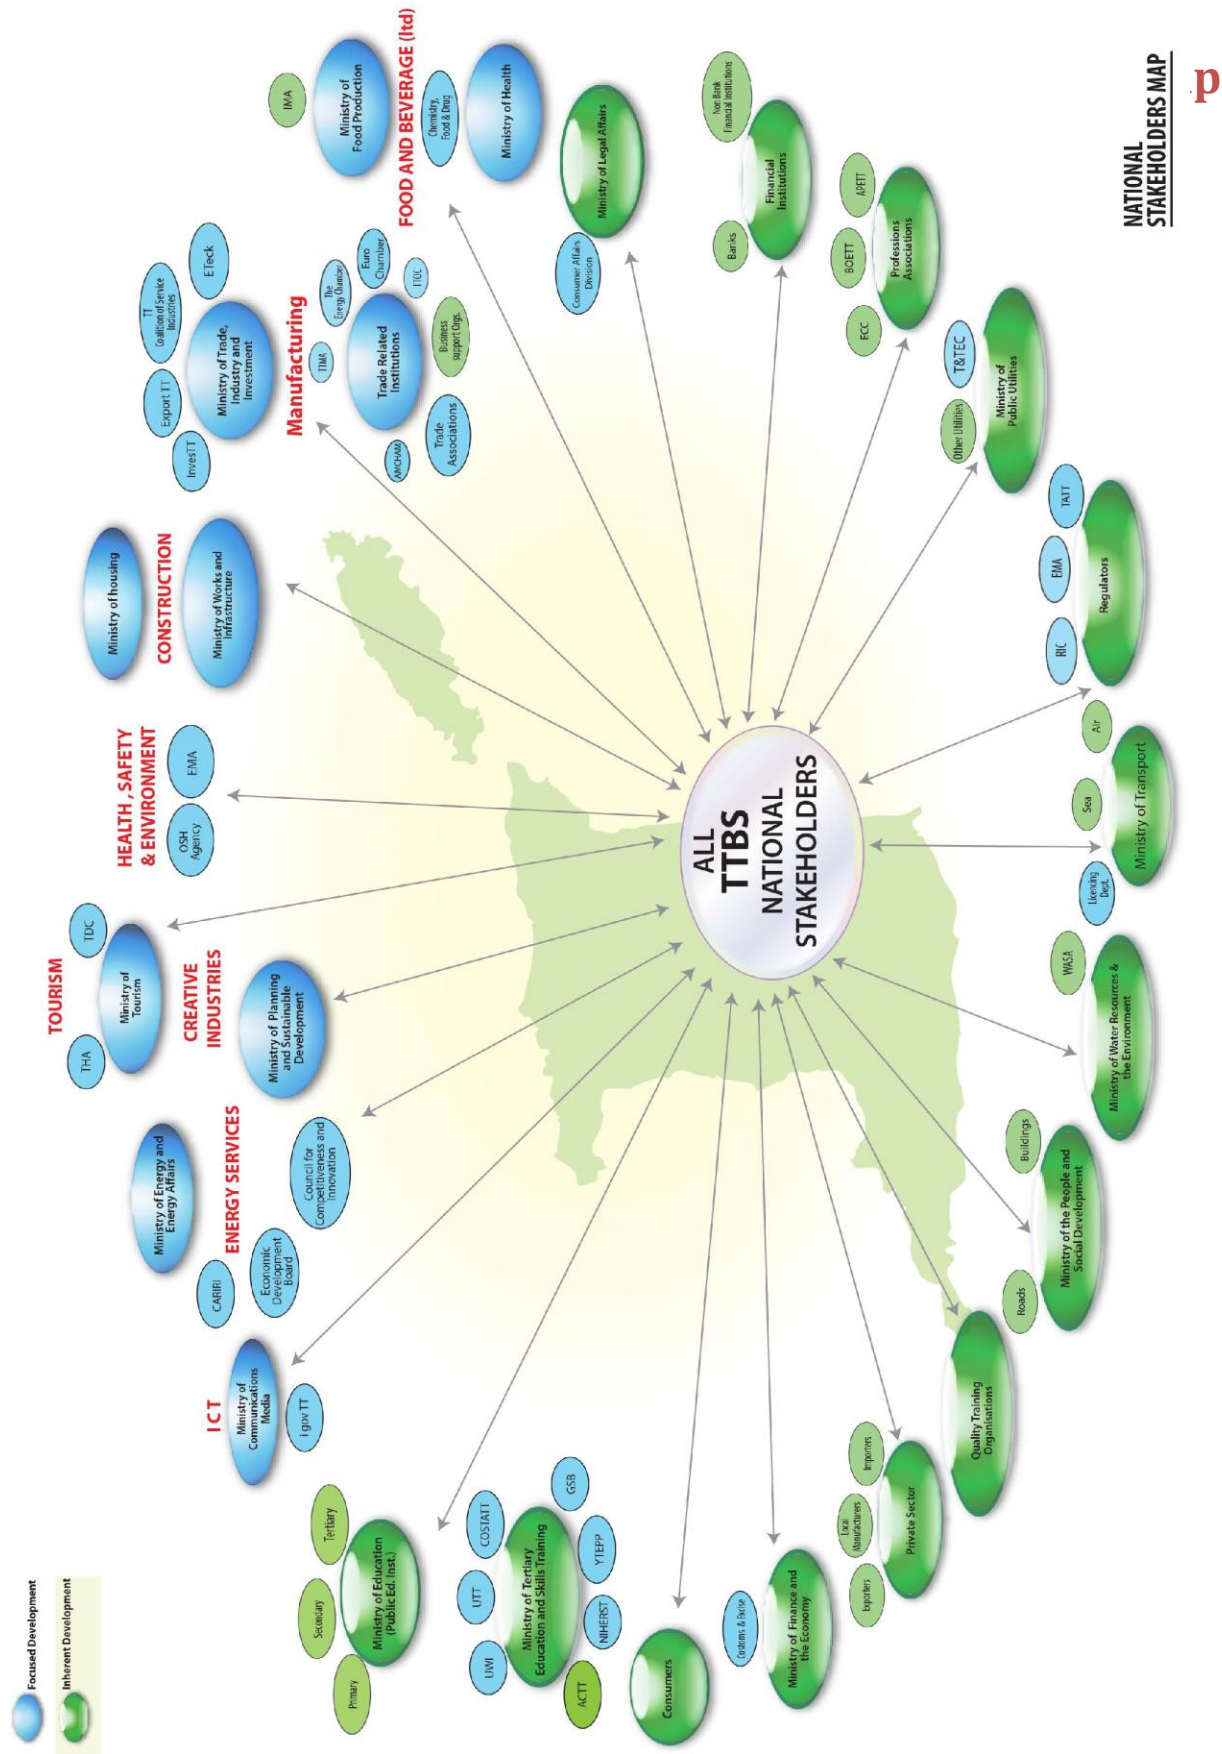 NATIONAL
STAKEHOLDERS MAP
p
Focused Development
Inherent Development
ALL
TTBS
NATIONAL
STAKEHOLDERS
ICT
Ministry of
Communications
Media
i gov TT
CARIRI
Economic
Development
Board
Council for
Competitiveness and
Innovation
ENERGY SERVICES
Ministry of Energy and
Energy Affairs
TOURISM
THA
TDC
Ministry of
Tourism
CREATIVE
INDUSTRIES
Ministry of Planning
and Sustainable
Development
HEALTH , SAFETY
& ENVIRONMENT
OSH
Agency
EMA
Ministry of housing
CONSTRUCTION
Ministry of Works and
Infrastructure
InvesTT
Export TT
TT
Coalition of Service
Industries
ETeck
Ministry of Trade,
Industry and
Investment
Manufacturing
TTMA
The
Energy Chamber
Euro
Chamber
Trade Related
Institutions
AMCHAM
Trade
Associations
Business
support Orgs.
IMA
Ministry of
Food Production
FOOD AND BEVERAGE (ltd)
Chemistry,
Food & Drug
Ministry of Health
Ministry of Legal Affairs
Consumer Affairs
Division
Banks
Non Bank
Financial Institutions
Financial
Institutions
ECC
BOETT
APETT
Professions
Associations
Other Utilities
T&TEC
Ministry of
Public Utilities
RIC
EMA
TATT
Regulators
Licencing
Dept.
Sea
Air
Ministry of Transport
WASA
Ministry of Water Resources &
the Environment
Roads
Buildings
Ministry of the People and
Social Development
Quality Training
Organisations
Exporters
Local
Manufacturers
Importers
Private Sector
Customs & Excise
Ministry of Finance and
the Economy
Consumers
UWI
UTT
COSTATT
GSB
YTEPP
NIHERST
ACTT
Ministry of Tertiary
Education and Skills Training
Primary
Secondary
Tertiary
Ministry of Education
(Public Ed. Inst.)